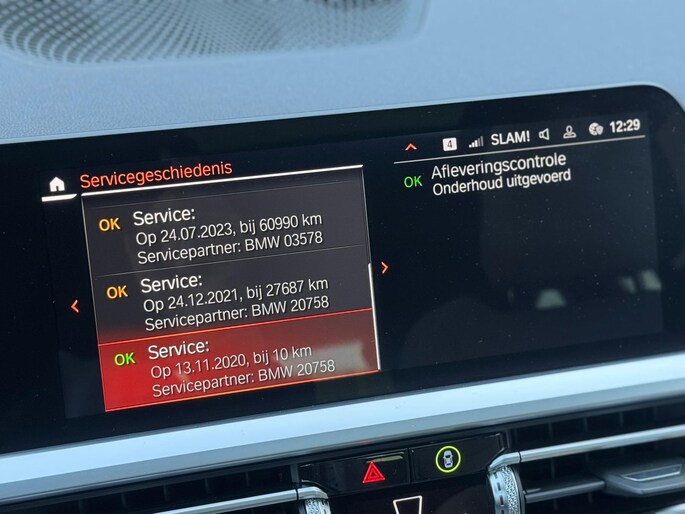 4 SLAM! 12:29
Servicegeschiedenis
OK Service:
Op 24.07.2023, bij 60990 km
Servicepartner: BMW 03578
OK Service:
Op 24.12.2021, bij 27687 km
Servicepartner: BMW 20758
OK Service:
Op 13.11.2020, bij 10 km
Servicepartner: BMW 20758
OK Afleveringscontrole
Onderhoud uitgevoerd